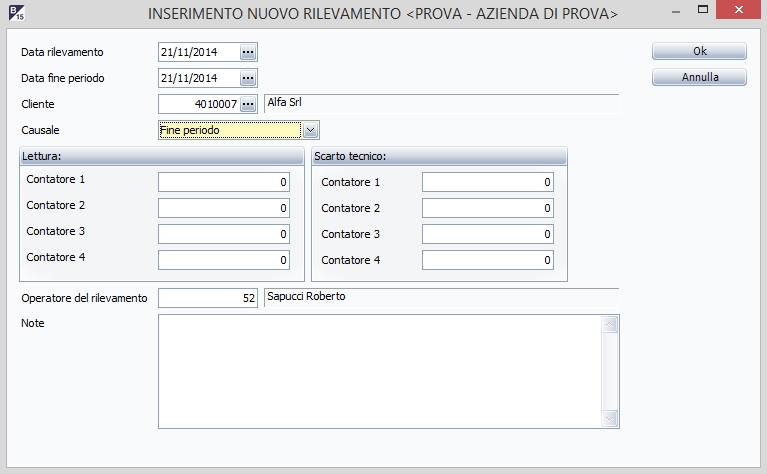 B
15
INSERIMENTO NUOVO RILEVAMENTO <PROVA - AZIENDA DI PROVA>
Data rilevamento 21/11/2014 ... Ok
Data fine periodo 21/11/2014 ... Annulla
Cliente 4010007 ... Alfa Srl
Causale Fine periodo
Lettura: Scarto tecnico:
Contatore 1 0 Contatore 1 0
Contatore 2 0 Contatore 2 0
Contatore 3 0 Contatore 3 0
Contatore 4 0 Contatore 4 0
Operatore del rilevamento 52 Sapucci Roberto
Note